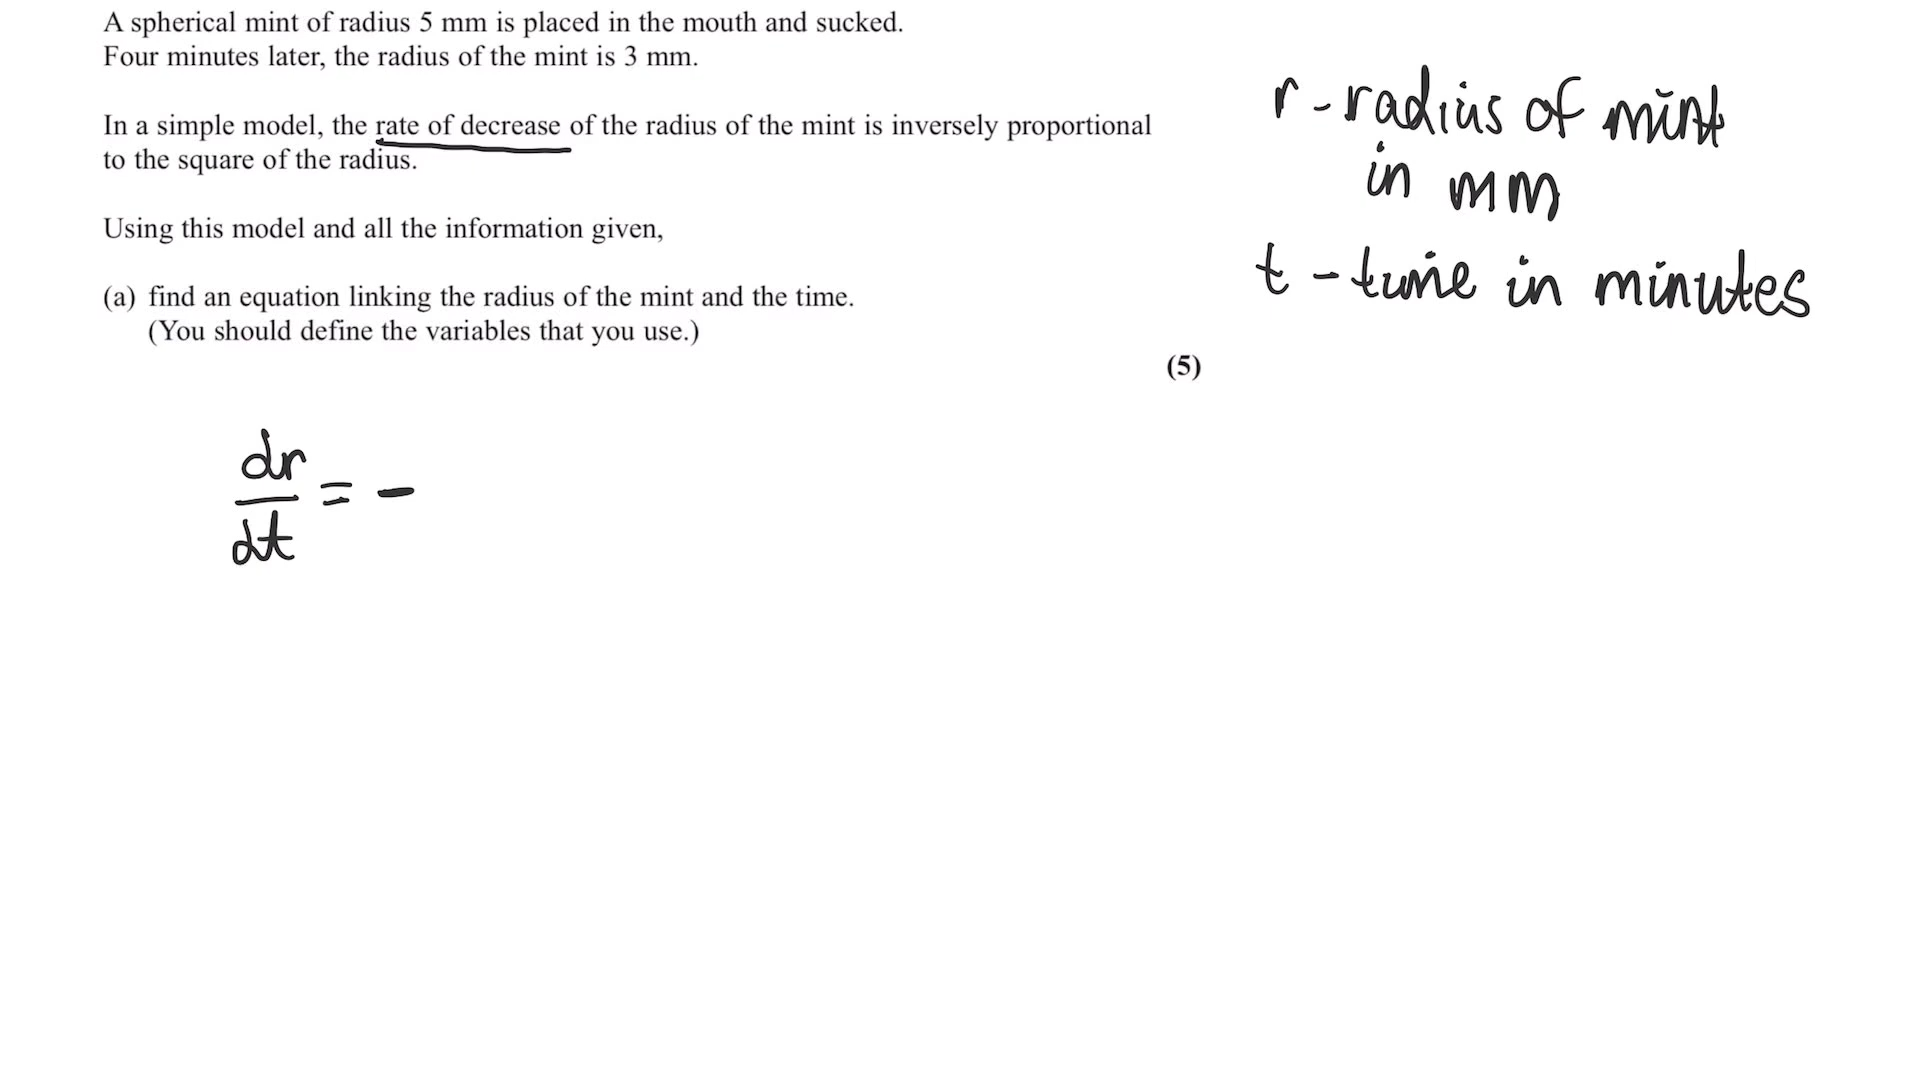 A spherical mint of radius 5 mm is placed in the mouth and sucked.
Four minutes later, the radius of the mint is 3 mm.
In a simple model, the rate of decrease of the radius of the mint is inversely proportional
to the square of the radius.
Using this model and all the information given,
(a) find an equation linking the radius of the mint and the time.
(You should define the variables that you use.)
(5)
r - radius of mint
in mm
t - time in minutes
dr
= -
dt